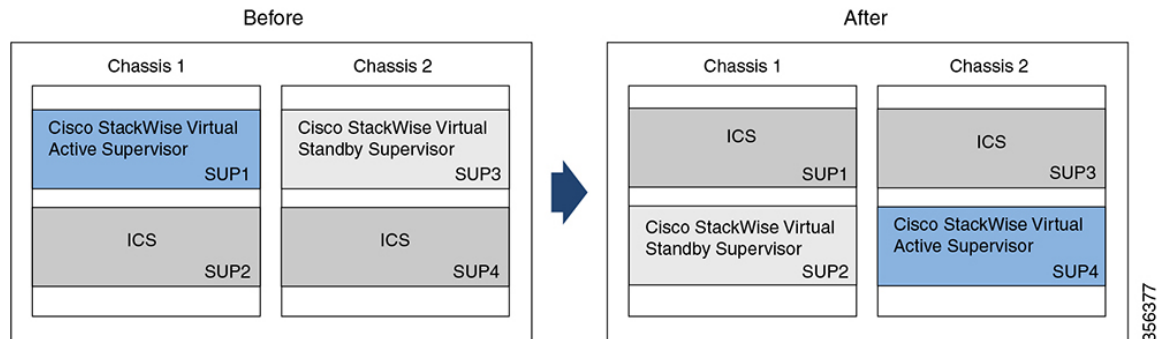 Before
Chassis 1
Chassis 2
Cisco StackWise Virtual
Active Supervisor
SUP1
Cisco StackWise Virtual
Standby Supervisor
SUP3
ICS
SUP2
ICS
SUP4
After
Chassis 1
Chassis 2
ICS
SUP1
ICS
SUP3
Cisco StackWise Virtual
Standby Supervisor
SUP2
Cisco StackWise Virtual
Active Supervisor
SUP4
356377